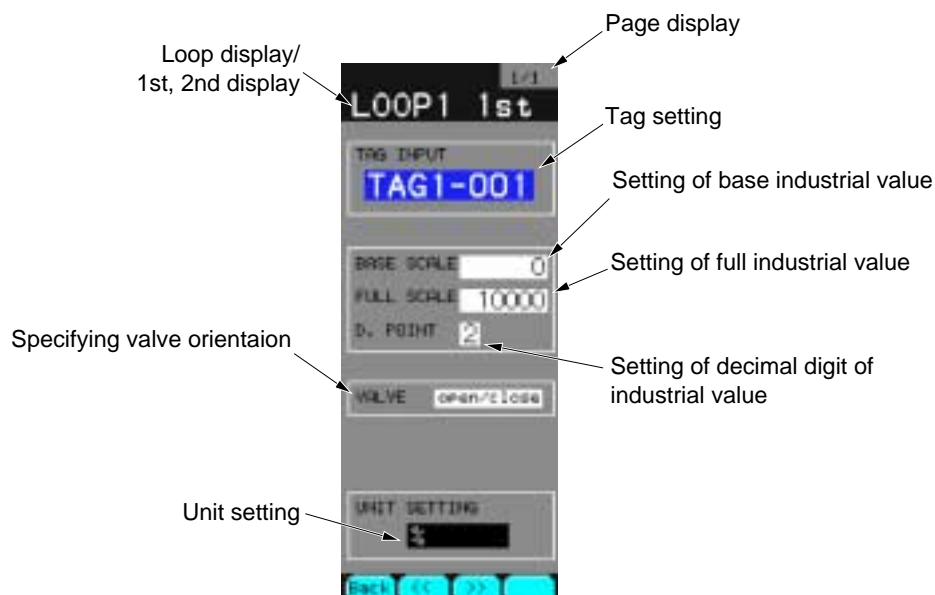 Page display
Loop display/
1st, 2nd display
1/1
LOOP1 1st
Tag setting
TAG INPUT
TAG1-001
Setting of base industrial value
BASE SCALE 0
Setting of full industrial value
FULL SCALE 10000
D. POINT 2
Specifying valve orientaion
Setting of decimal digit of
industrial value
VALVE open/close
UNIT SETTING
Unit setting
%
Back << >>